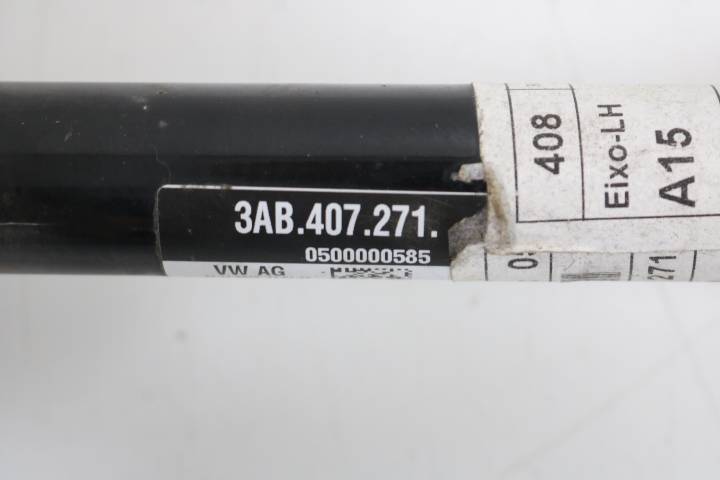 3AB.407.271.
0500000585
VW AG
408
Eixo-LH
A15
271